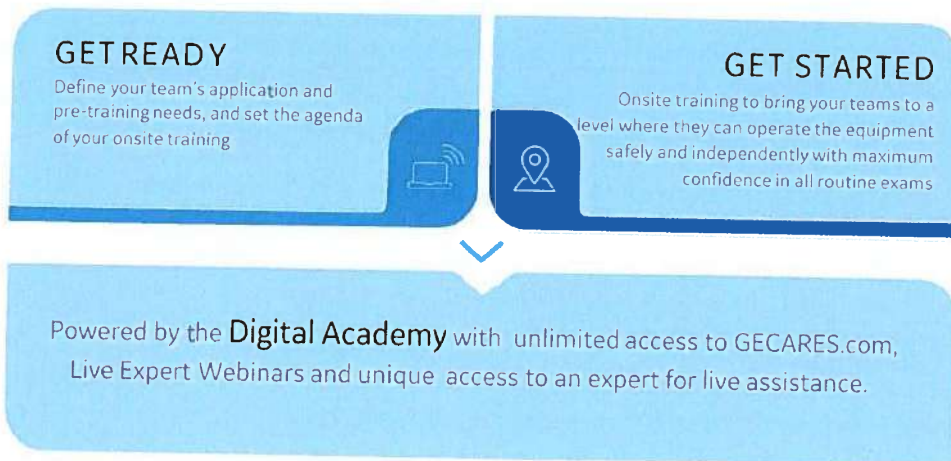 GET READY
Define your team's application and
pre-training needs, and set the agenda
of your onsite training
GET STARTED
Onsite training to bring your teams to a
level where they can operate the equipment
safely and independently with maximum
confidence in all routine exams
Powered by the Digital Academy with unlimited access to GECARES.com,
Live Expert Webinars and unique access to an expert for live assistance.